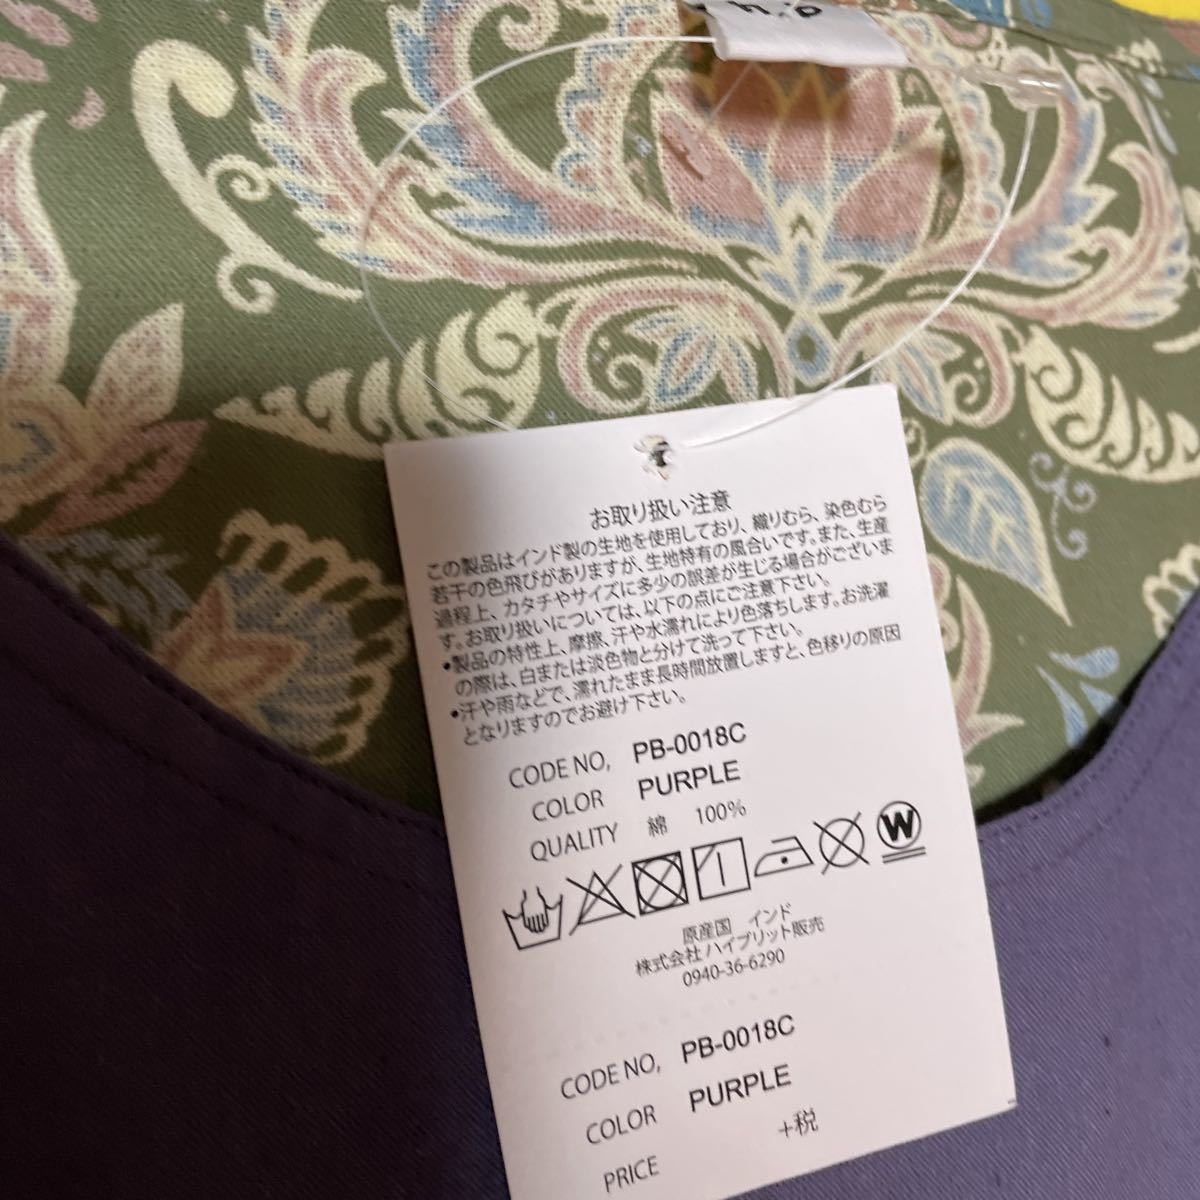 お取り扱い注意
この製品はインド製の生地を使用しており、織りむら、染色むら
若干の色飛びがありますが、生地特有の風合いです。また、生産
過程上、カタチやサイズに多少の誤差が生じる場合がございま
す。お取り扱いについては、以下の点にご注意下さい。
•製品の特性上、摩擦、汗や水濡れにより色落ちします。お洗濯
の際は、白または淡色物と分けて洗って下さい。
•汗や雨などで、濡れたまま長時間放置しますと、色移りの原因
となりますのでお避け下さい。
CODE NO, PB-0018C
COLOR PURPLE
QUALITY 綿 100%
W
原産国 インド
株式会社 ハイブリット販売
0940-36-6290
CODE NO, PB-0018C
COLOR PURPLE
PRICE +税